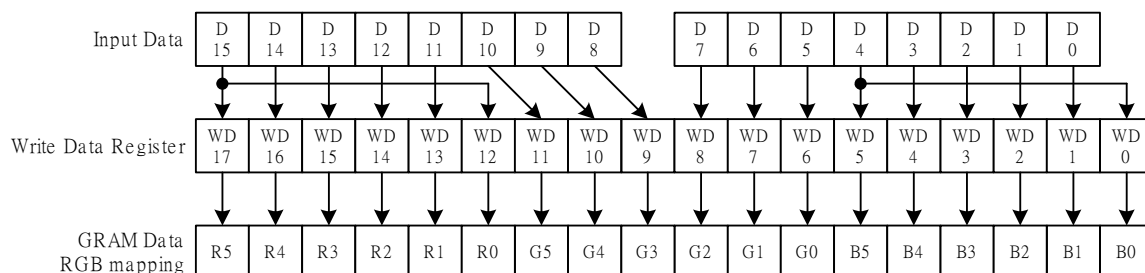 Input Data D 15 D 14 D 13 D 12 D 11 D 10 D 9 D 8 D 7 D 6 D 5 D 4 D 3 D 2 D 1 D 0
Write Data Register WD 17 WD 16 WD 15 WD 14 WD 13 WD 12 WD 11 WD 10 WD 9 WD 8 WD 7 WD 6 WD 5 WD 4 WD 3 WD 2 WD 1 WD 0
GRAM Data
RGB mapping R5 R4 R3 R2 R1 R0 G5 G4 G3 G2 G1 G0 B5 B4 B3 B2 B1 B0